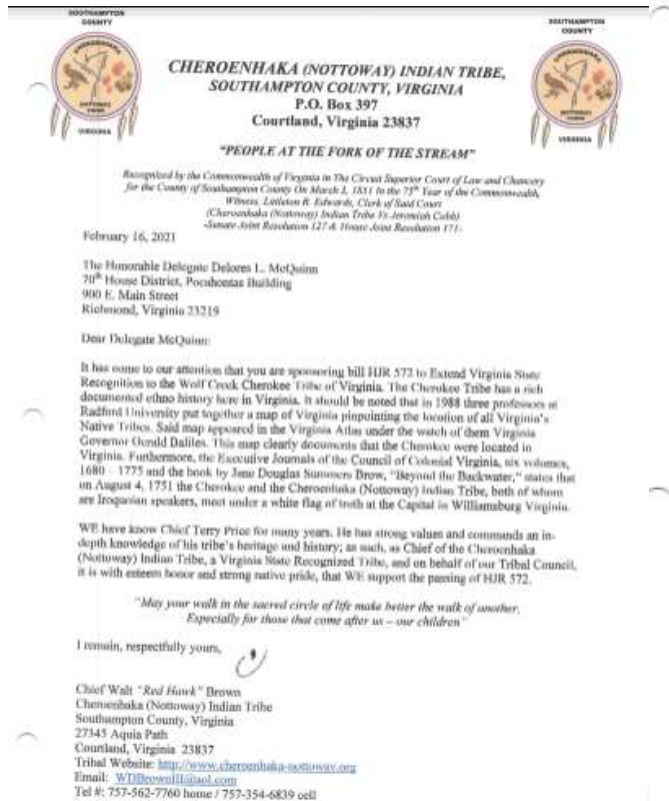 SOUTHAMPTON
COUNTY
SOUTHAMPTON
COUNTY
CHEROENHAKA
NOTTOWAY
TRIBE
VIRGINIA
NOTTOWAY
TRIBE
VIRGINIA
CHEROENHAKA (NOTTOWAY) INDIAN TRIBE,
SOUTHAMPTON COUNTY, VIRGINIA
P.O. Box 397
Courtland, Virginia 23837
"PEOPLE AT THE FORK OF THE STREAM"
Recognized by the Commonwealth of Virginia in The Circuit Superior Court of Law and Chancery
for the County of Southampton County On March 1, 1851 In the 75th Year of the Commonwealth,
Witness, Littleton R. Edwards, Clerk of Said Court
(Cheroenhaka (Nottoway) Indian Tribe Vs Jeremiah Cobb)
-Senate Joint Resolution 127 & House Joint Resolution 171-
February 16, 2021
The Honorable Delegate Delores L. McQuinn
70th House District, Pocahontas Building
900 E. Main Street
Richmond, Virginia 23219
Dear Delegate McQuinn:
It has come to our attention that you are sponsoring bill HJR 572 to Extend Virginia State
Recognition to the Wolf Creek Cherokee Tribe of Virginia. The Cherokee Tribe has a rich
documented ethno history here in Virginia. It should be noted that in 1988 three professors at
Radford University put together a map of Virginia pinpointing the location of all Virginia's
Native Tribes. Said map appeared in the Virginia Atlas under the watch of them Virginia
Governor Gerald Daliles. This map clearly documents that the Cherokee were located in
Virginia. Furthermore, the Executive Journals of the Council of Colonial Virginia, six volumes,
1680 – 1775 and the book by Jane Douglas Summers Brow, "Beyond the Backwater," states that
on August 4, 1751 the Cherokee and the Cheroenhaka (Nottoway) Indian Tribe, both of whom
are Iroquoian speakers, meet under a white flag of truth at the Capital in Williamsburg Virginia.
WE have know Chief Terry Price for many years. He has strong values and commends an in-
depth knowledge of his tribe's heritage and history; as such, as Chief of the Cheroenhaka
(Nottoway) Indian Tribe, a Virginia State Recognized Tribe, and on behalf of our Tribal Council,
it is with esteem honor and strong native pride, that WE support the passing of HJR 572.
"May your walk in the sacred circle of life make better the walk of another,
Especially for those that come after us – our children"
I remain, respectfully yours,
Chief Walt "Red Hawk" Brown
Cheroenhaka (Nottoway) Indian Tribe
Southampton County, Virginia
27345 Aquia Path
Courtland, Virginia 23837
Tribal Website: http://www.cheroenhaka-nottoway.org
Email: WDBrownIII@aol.com
Tel #: 757-562-7760 home / 757-354-6839 cell